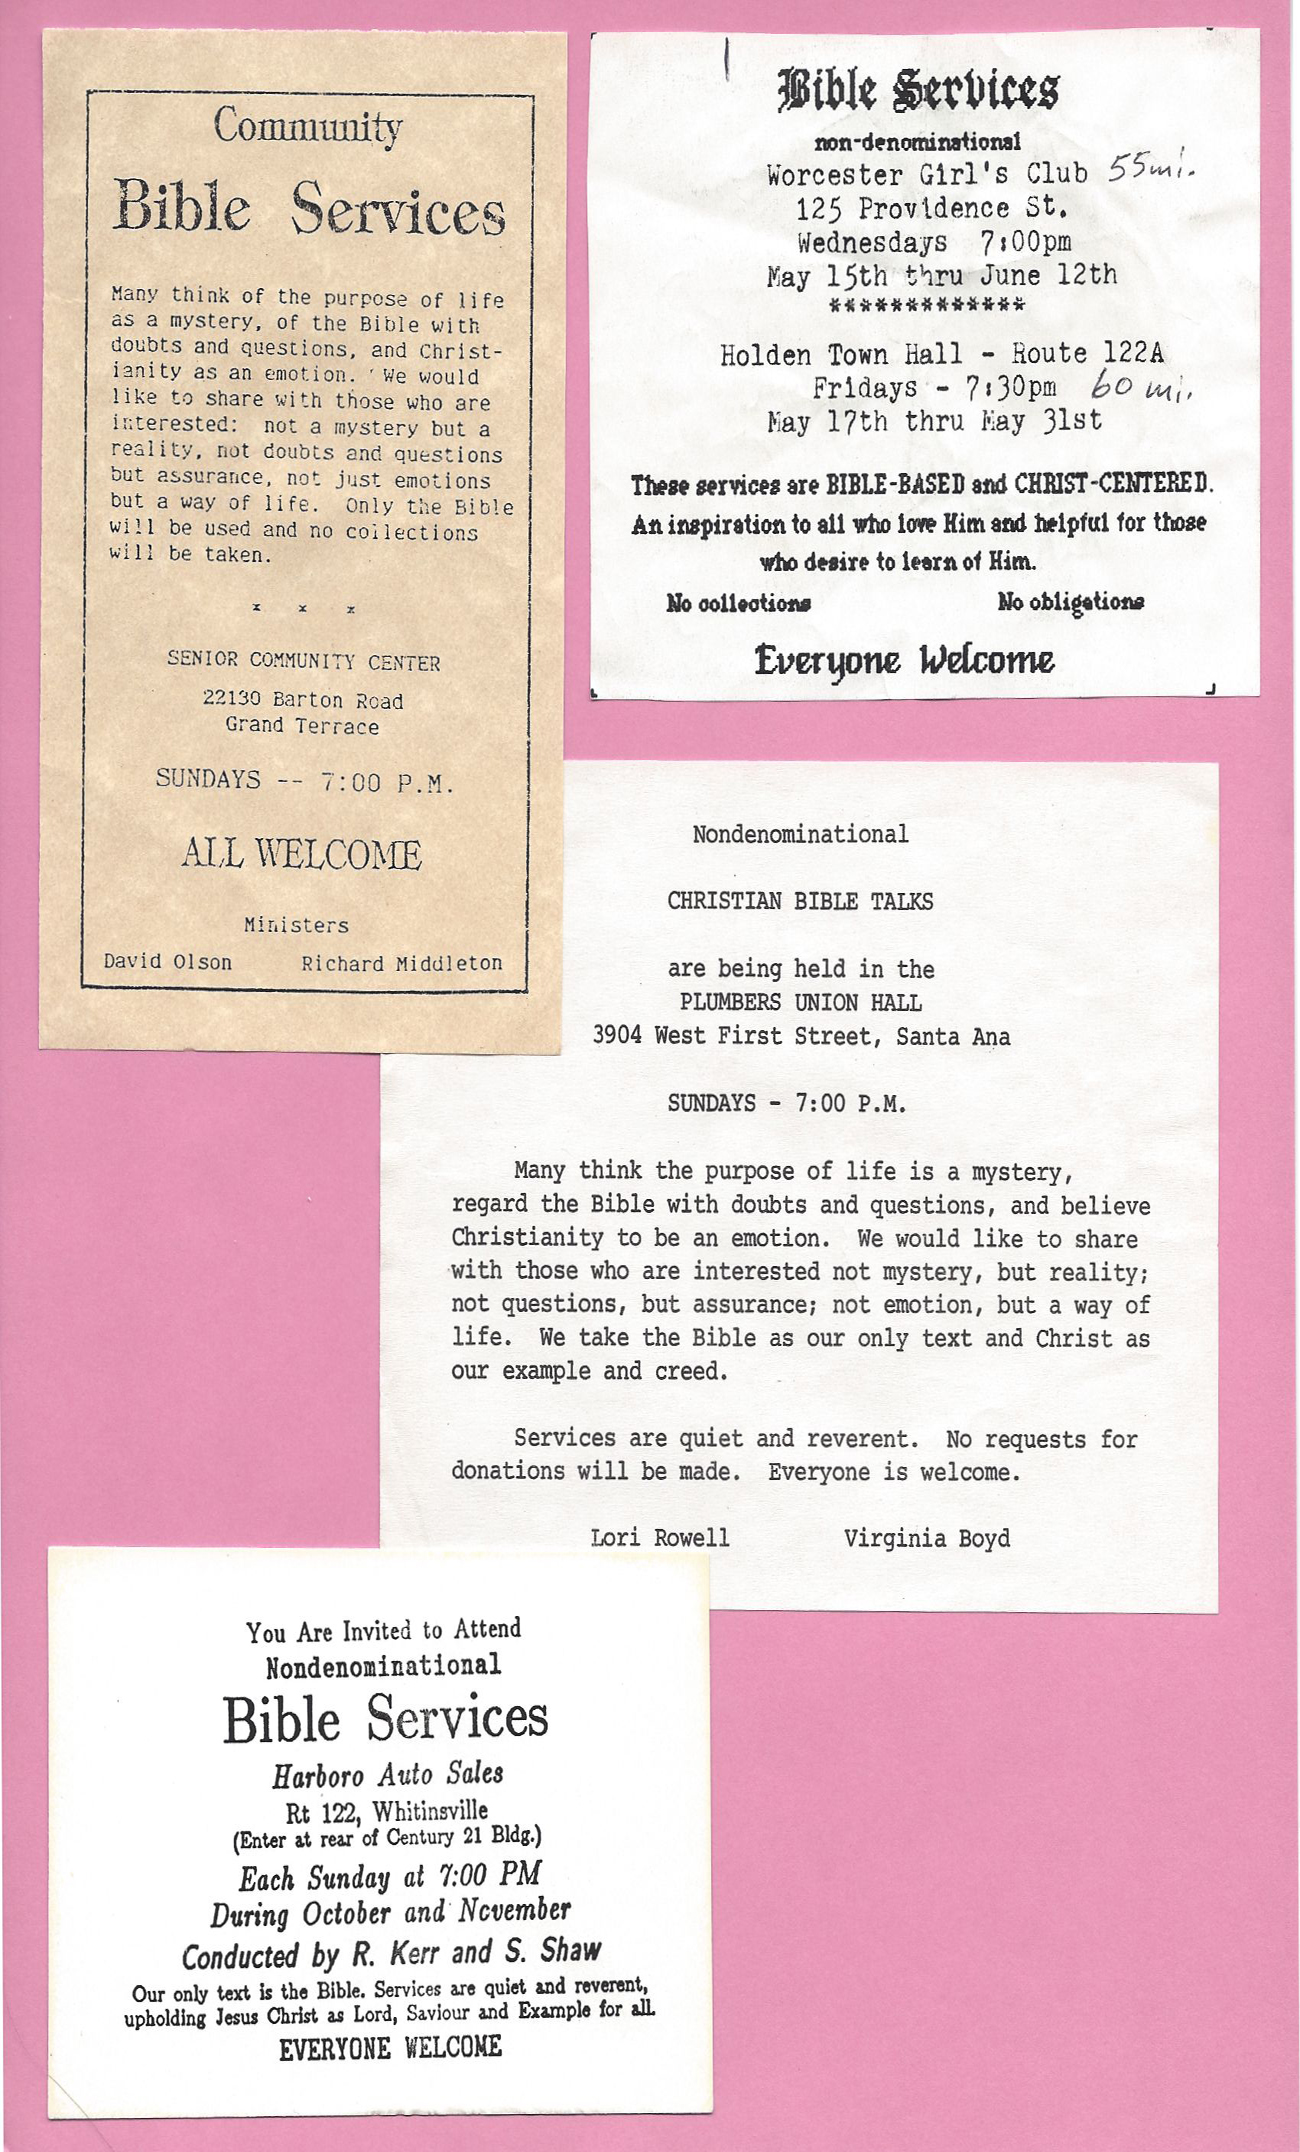 Community
Bible Services
Many think of the purpose of life
as a mystery, of the Bible with
doubts and questions, and Christ-
ianity as an emotion. We would
like to share with those who are
interested: not a mystery but a
reality, not doubts and questions
but assurance, not just emotions
but a way of life. Only the Bible
will be used and no collections
will be taken.
x x x
SENIOR COMMUNITY CENTER
22130 Barton Road
Grand Terrace
SUNDAYS -- 7:00 P.M.
ALL WELCOME
Ministers
David Olson Richard Middleton
Bible Services
non-denominational
Worcester Girl's Club 55mi.
125 Providence St.
Wednesdays 7:00pm
May 15th thru June 12th
*************
Holden Town Hall - Route 122A
Fridays - 7:30pm 60 mi.
May 17th thru May 31st
These services are BIBLE-BASED and CHRIST-CENTERED.
An inspiration to all who love Him and helpful for those
who desire to learn of Him.
No collections No obligations
Everyone Welcome
Nondenominational
CHRISTIAN BIBLE TALKS
are being held in the
PLUMBERS UNION HALL
3904 West First Street, Santa Ana
SUNDAYS - 7:00 P.M.
Many think the purpose of life is a mystery,
regard the Bible with doubts and questions, and believe
Christianity to be an emotion. We would like to share
with those who are interested not mystery, but reality;
not questions, but assurance; not emotion, but a way of
life. We take the Bible as our only text and Christ as
our example and creed.
Services are quiet and reverent. No requests for
donations will be made. Everyone is welcome.
Lori Rowell Virginia Boyd
You Are Invited to Attend
Nondenominational
Bible Services
Harboro Auto Sales
Rt 122, Whitinsville
(Enter at rear of Century 21 Bldg.)
Each Sunday at 7:00 PM
During October and November
Conducted by R. Kerr and S. Shaw
Our only text is the Bible. Services are quiet and reverent,
upholding Jesus Christ as Lord, Saviour and Example for all.
EVERYONE WELCOME